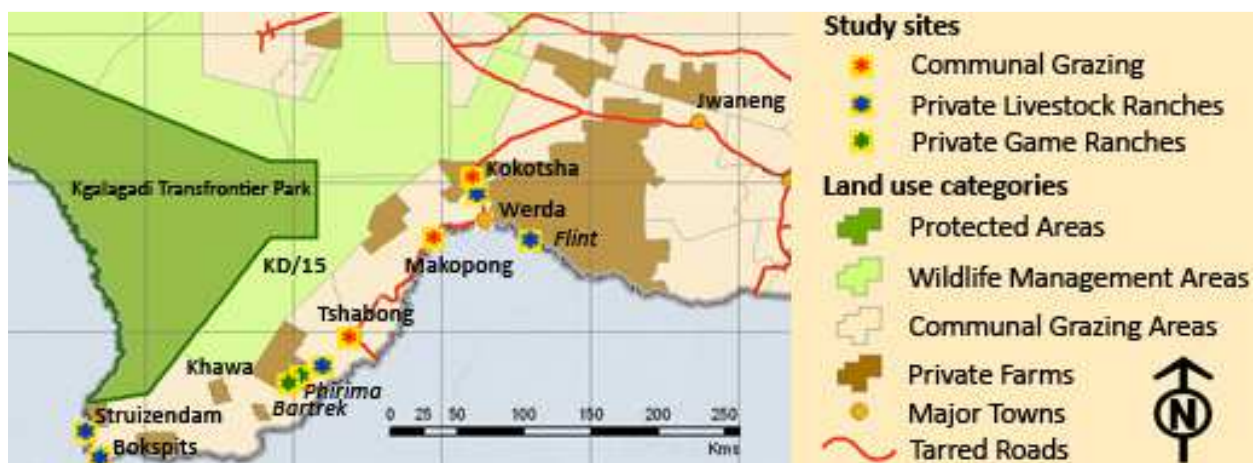 Jwaneng
Kokotsha
Kgalagadi Transfrontier Park
Werda
Flint
KD/15
Makopong
Tshabong
Khawa
Phirima
Bartrek
Struizendam
Bokspits
0 25 50 100 150 200 250
Kms
Study sites
Communal Grazing
Private Livestock Ranches
Private Game Ranches
Land use categories
Protected Areas
Wildlife Management Areas
Communal Grazing Areas
Private Farms
Major Towns
Tarred Roads
N